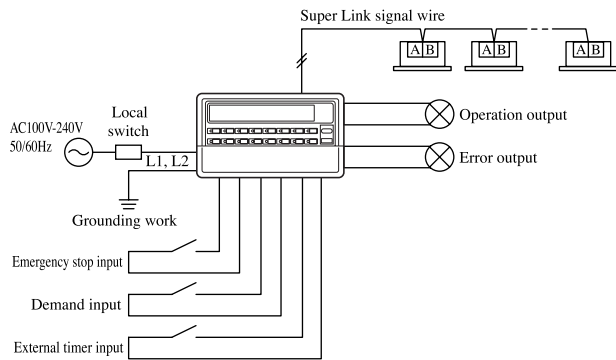 Super Link signal wire
A B A B A B
AC100V-240V
50/60Hz
Local
switch
L1, L2
Grounding work
Operation output
Error output
Emergency stop input
Demand input
External timer input